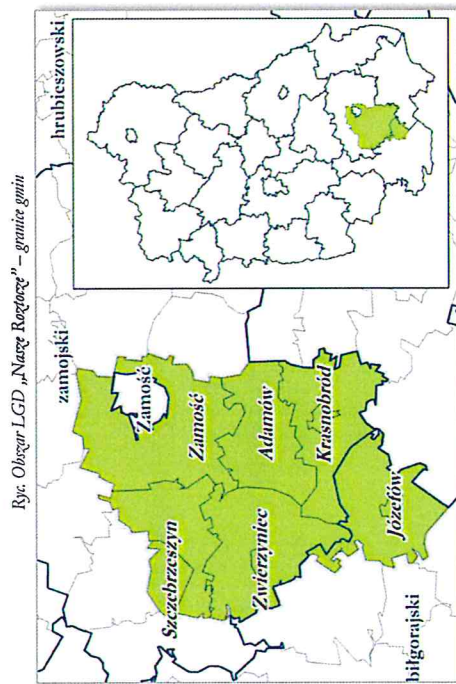 Ryc. Obszar LGD „Nasze Roztocze” – granice gmin
zamojski
hrubieszowski
Zamość
Szczebrzeszyn
Zamość
Adamów
Zwierzyniec
Krasnobród
Józefów
biłgorajski